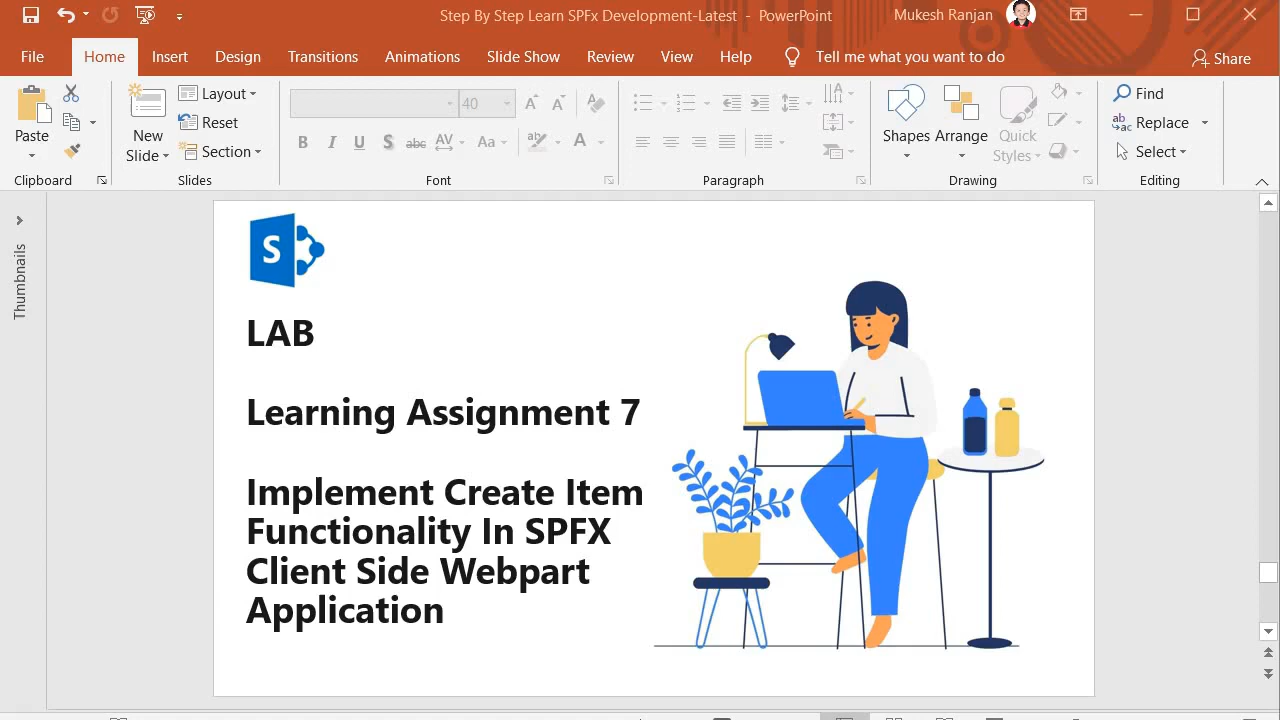 Step By Step Learn SPFx Development-Latest - PowerPoint
Mukesh Ranjan
File Home Insert Design Transitions Animations Slide Show Review View Help Tell me what you want to do Share
Paste
New Slide
Layout
Reset
Section
40
B I U S abc AV Aa A
Shapes
Arrange
Quick Styles
Find
Replace
Select
Clipboard Slides Font Paragraph Drawing Editing
Thumbnails
S
LAB
Learning Assignment 7
Implement Create Item
Functionality In SPFX
Client Side Webpart
Application